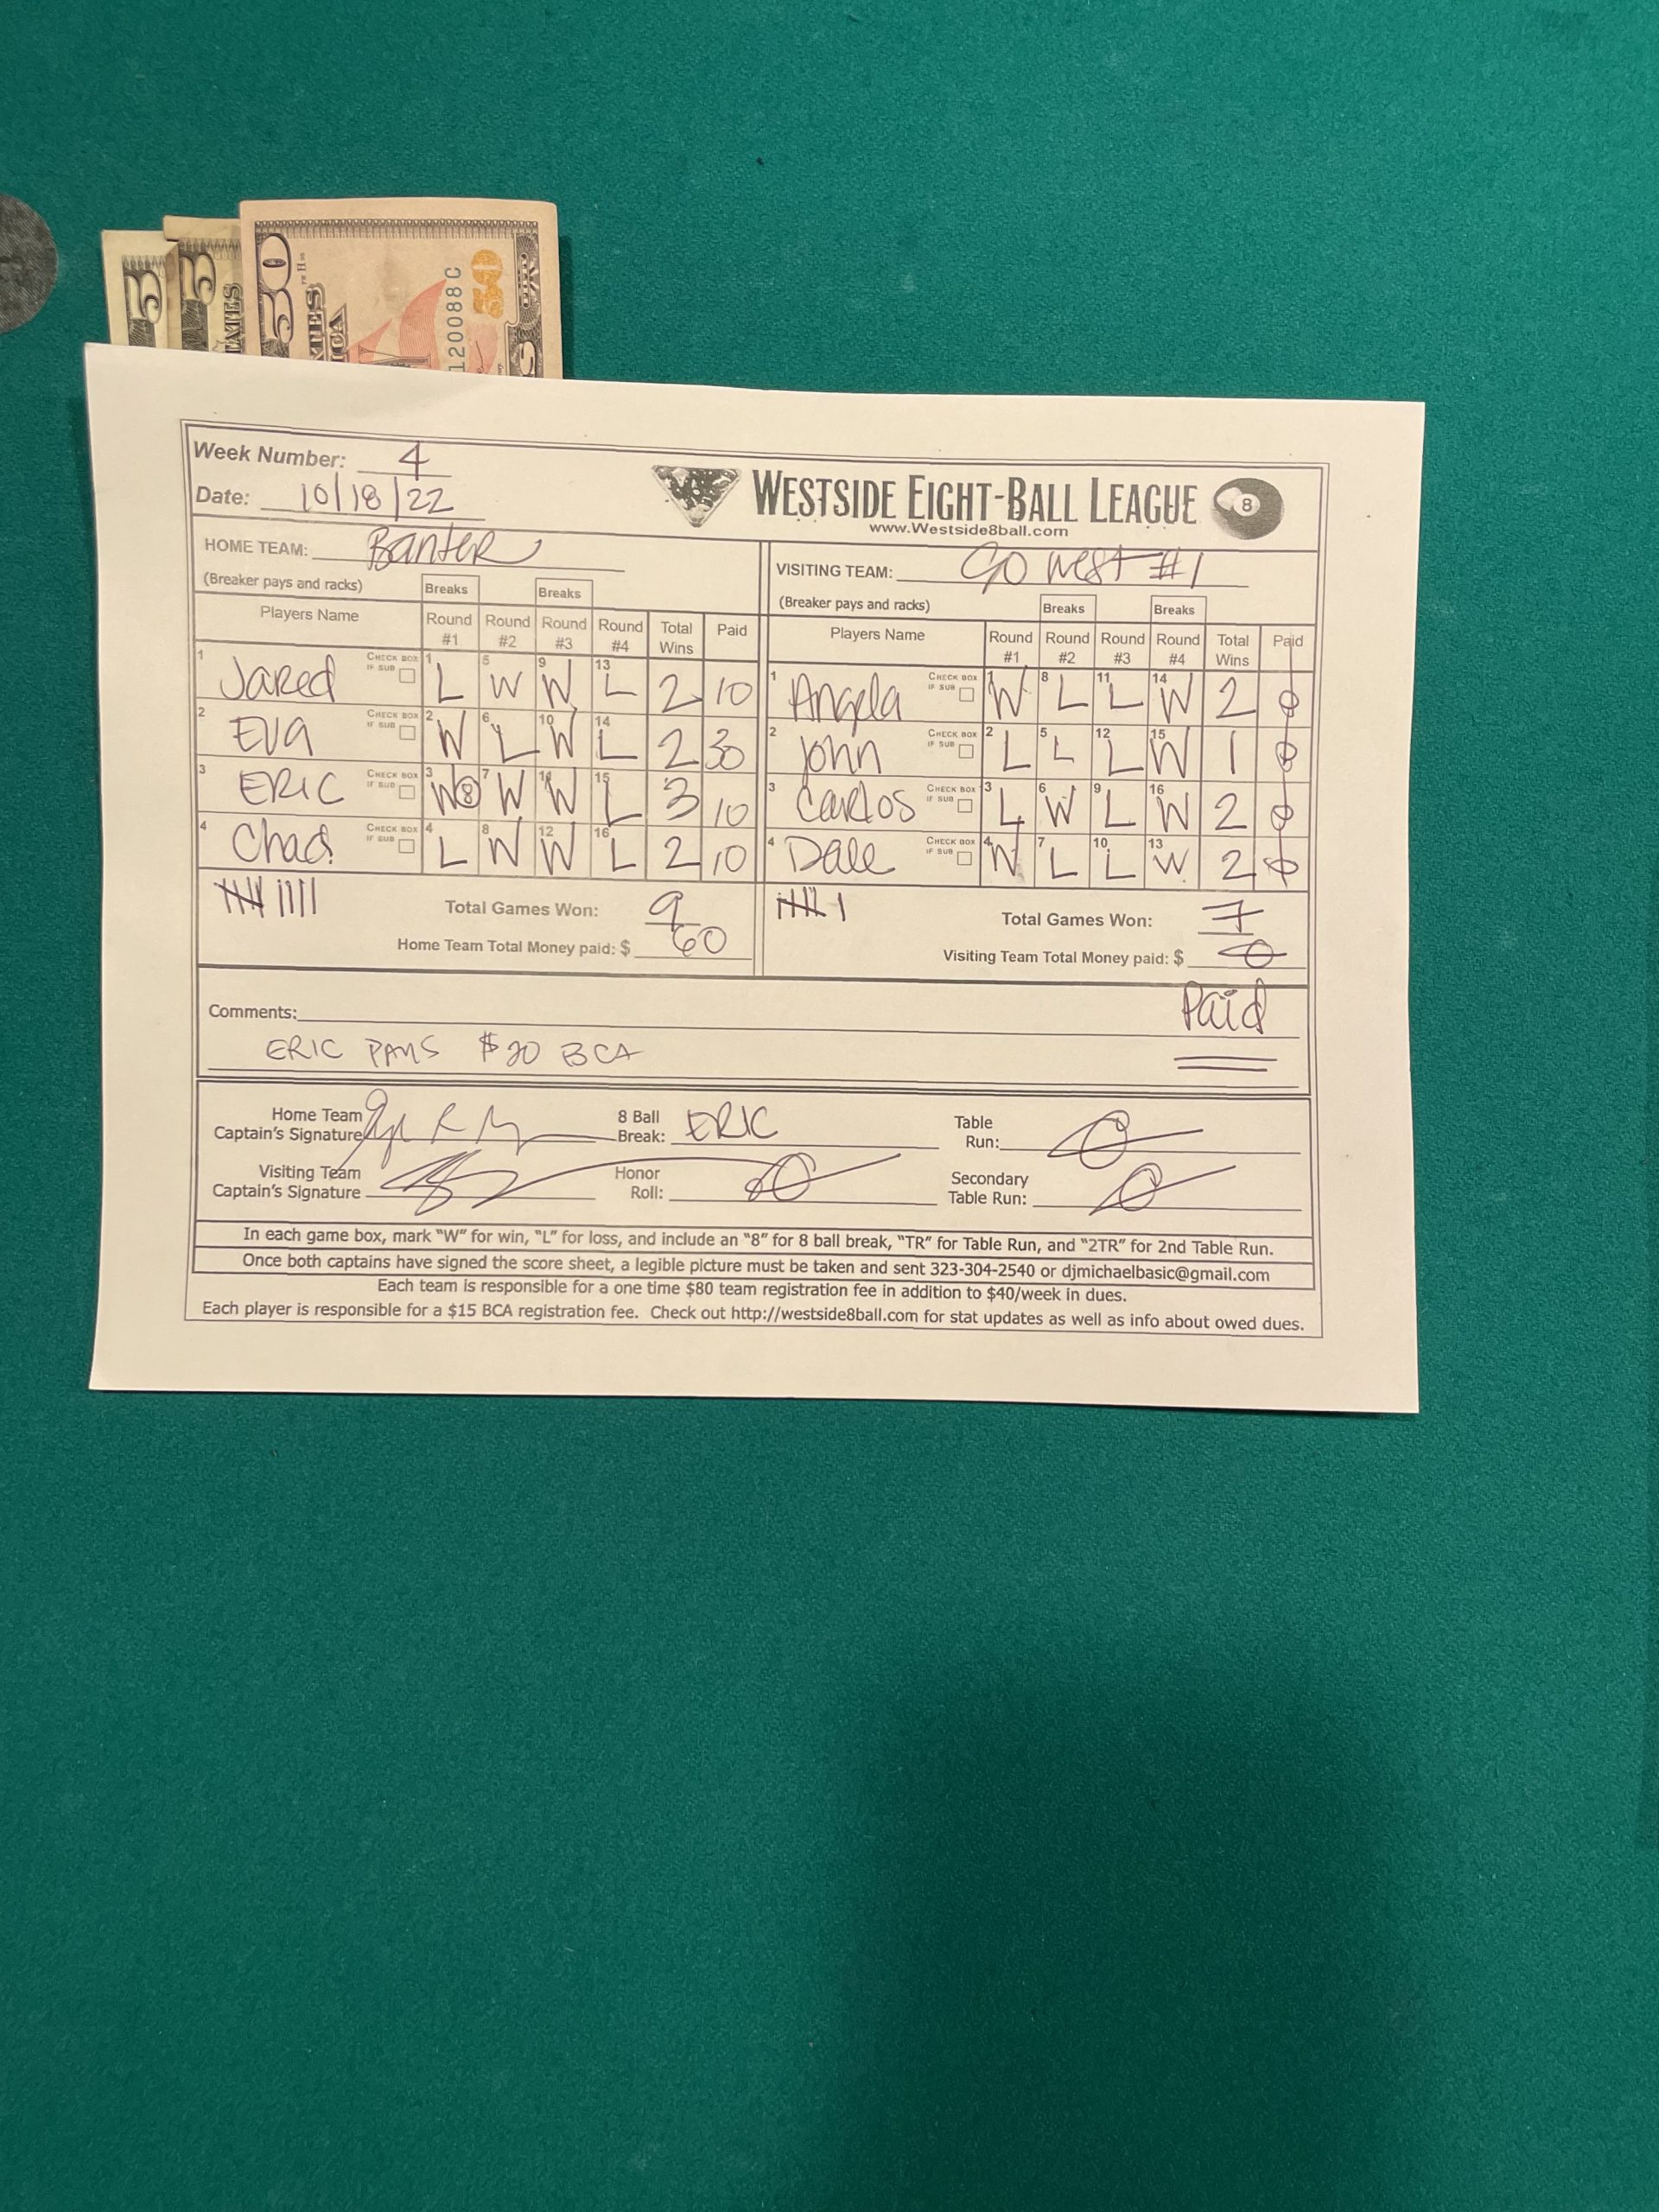 5 5 50
TATES
120088C
50
Week Number: 4
Date: 10/18/22
WESTSIDE EIGHT-BALL LEAGUE 8
www.Westside8ball.com
HOME TEAM: Banter VISITING TEAM: Go West #1
(Breaker pays and racks) Breaks Breaks (Breaker pays and racks) Breaks Breaks
Players Name Round #1 Round #2 Round #3 Round #4 Total Wins Paid Players Name Round #1 Round #2 Round #3 Round #4 Total Wins Paid
1 Jared CHECK BOX IF SUB 1 L 5 W 9 W 13 L 2 10 1 Angela CHECK BOX IF SUB 1 W 8 L 11 L 14 W 2 0
2 Eva CHECK BOX IF SUB 2 W 6 L 10 W 14 L 2 30 2 John CHECK BOX IF SUB 2 L 5 L 12 L 15 W 1 0
3 ERIC CHECK BOX IF SUB 3 W8 7 W 11 W 15 L 3 10 3 Carlos CHECK BOX IF SUB 3 L 6 W 9 L 16 W 2 0
4 Chad CHECK BOX IF SUB 4 L 8 W 12 W 16 L 2 10 4 Dale CHECK BOX IF SUB 4 W 7 L 10 L 13 W 2 0
Total Games Won: 9 Total Games Won: 7
Home Team Total Money paid: $ 60 Visiting Team Total Money paid: $ 0
Comments: Paid
ERIC PAYS $20 BCA
Home Team Captain's Signature 8 Ball Break: ERIC Table Run: 0
Visiting Team Captain's Signature Honor Roll: 0 Secondary Table Run: 0
In each game box, mark "W" for win, "L" for loss, and include an "8" for 8 ball break, "TR" for Table Run, and "2TR" for 2nd Table Run.
Once both captains have signed the score sheet, a legible picture must be taken and sent 323-304-2540 or djmichaelbasic@gmail.com
Each team is responsible for a one time $80 team registration fee in addition to $40/week in dues.
Each player is responsible for a $15 BCA registration fee. Check out http://westside8ball.com for stat updates as well as info about owed dues.